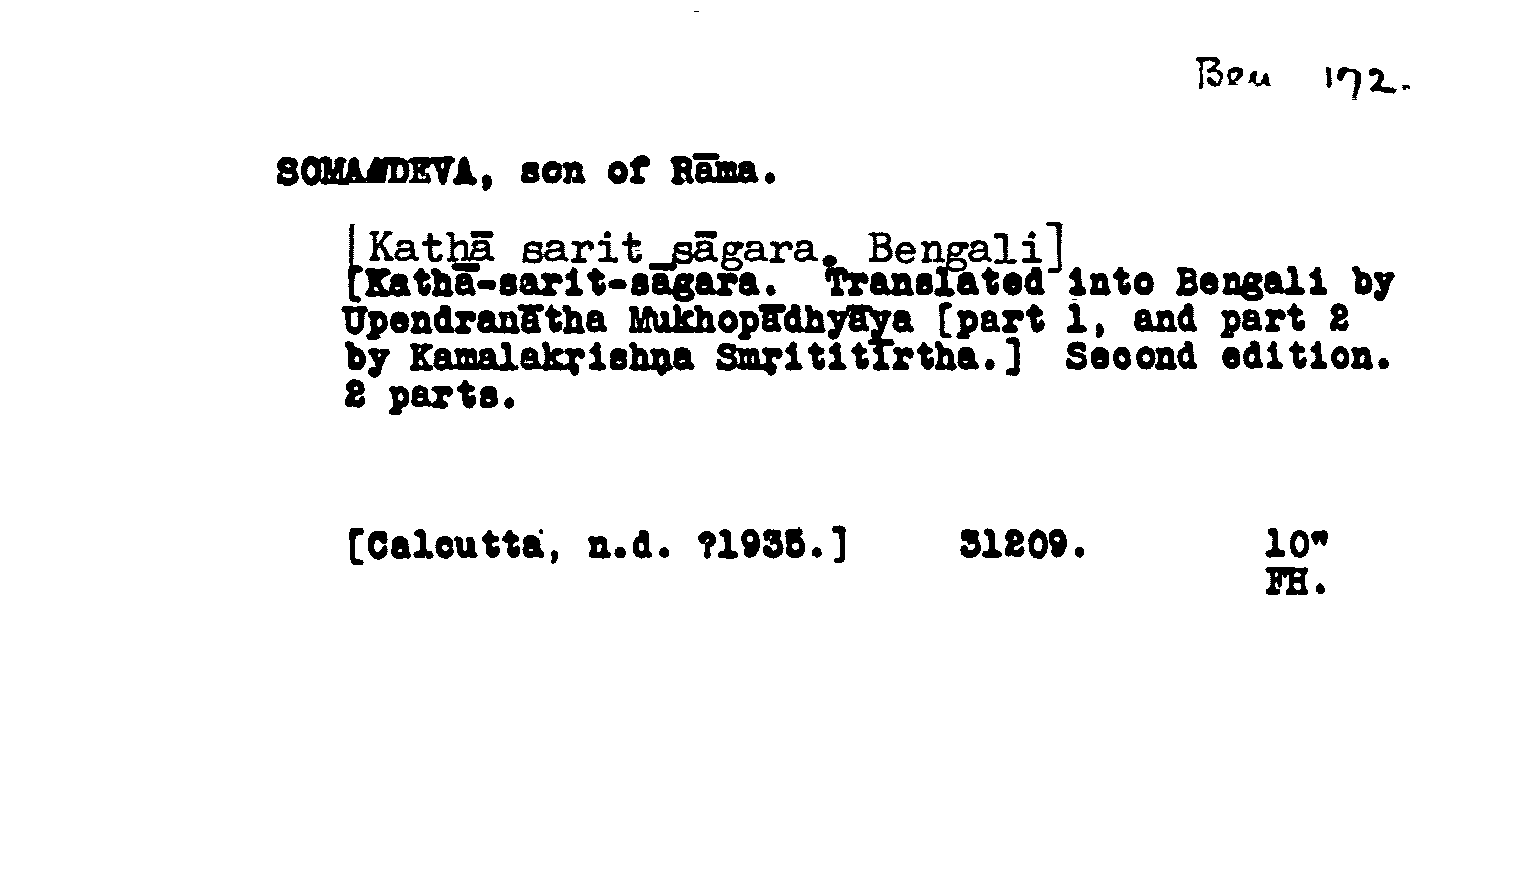 Ben 172.
SOMADEVA, son of Rāma.
[Kathā sarit sāgara. Bengali]
[Kathā-sarit-sāgara. Translated into Bengali by
Upendranātha Mukhopādhyāya [part 1, and part 2
by Kamalakṛishṇa Smṛititīrtha.] Second edition.
2 parts.
[Calcutta, n.d. ?1935.] 31209. 10"
FH.